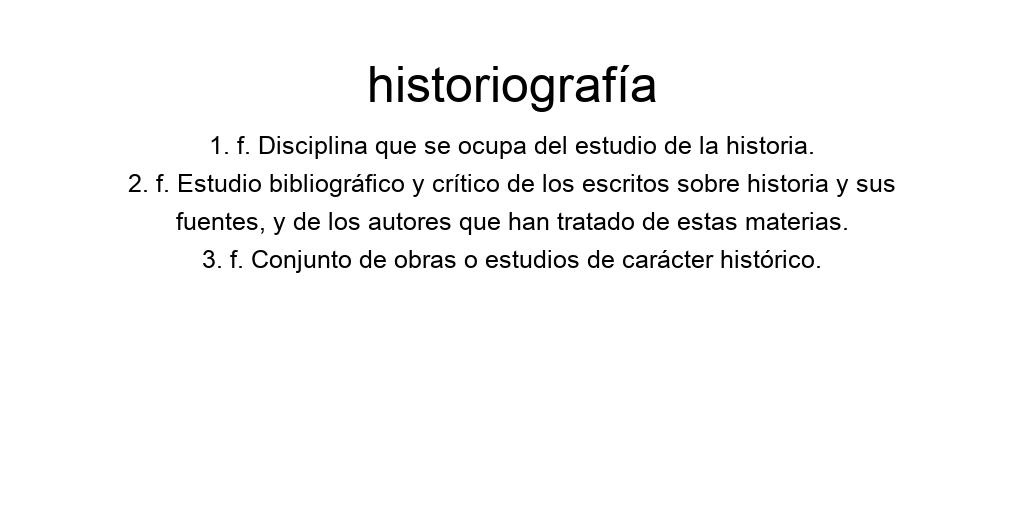 historiografía
1. f. Disciplina que se ocupa del estudio de la historia.
2. f. Estudio bibliográfico y crítico de los escritos sobre historia y sus
fuentes, y de los autores que han tratado de estas materias.
3. f. Conjunto de obras o estudios de carácter histórico.